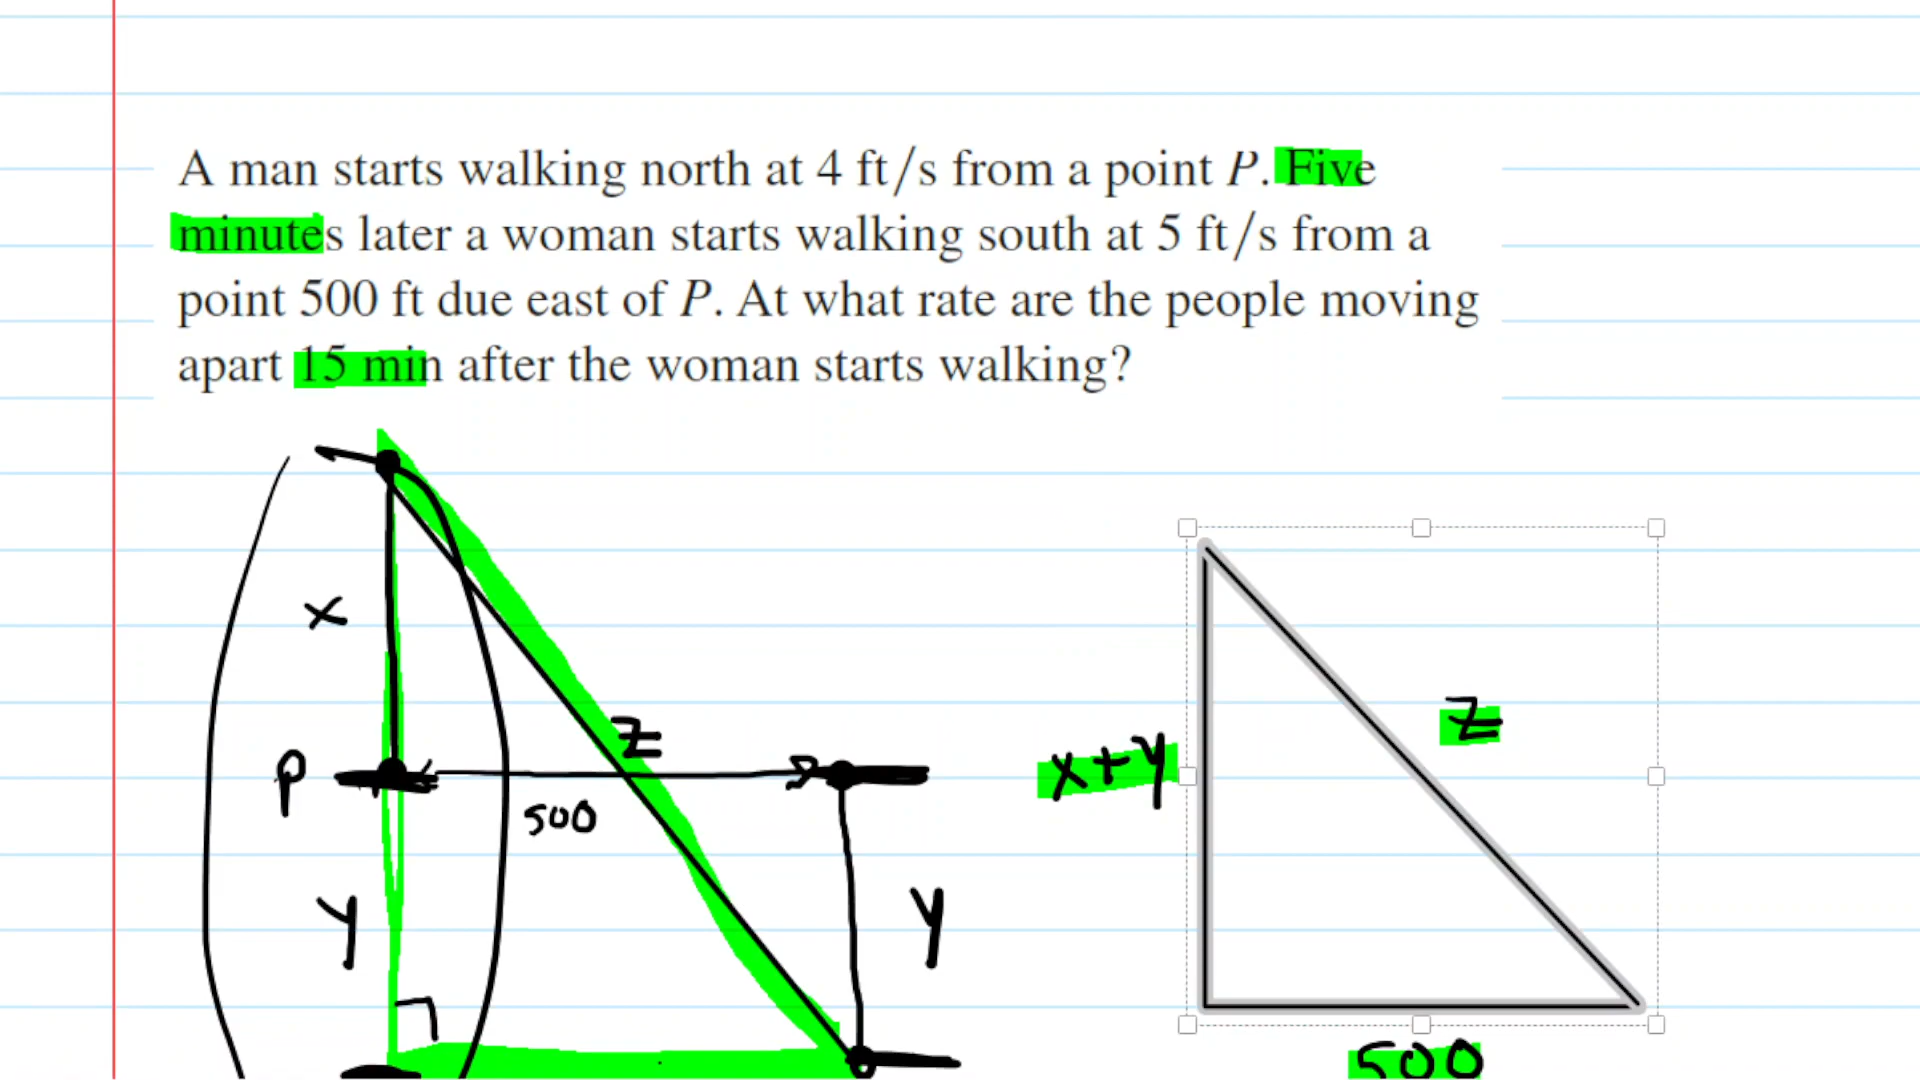 A man starts walking north at 4 ft/s from a point P. Five
minutes later a woman starts walking south at 5 ft/s from a
point 500 ft due east of P. At what rate are the people moving
apart 15 min after the woman starts walking?
x
z
z
P
500
x+y
y
y
500